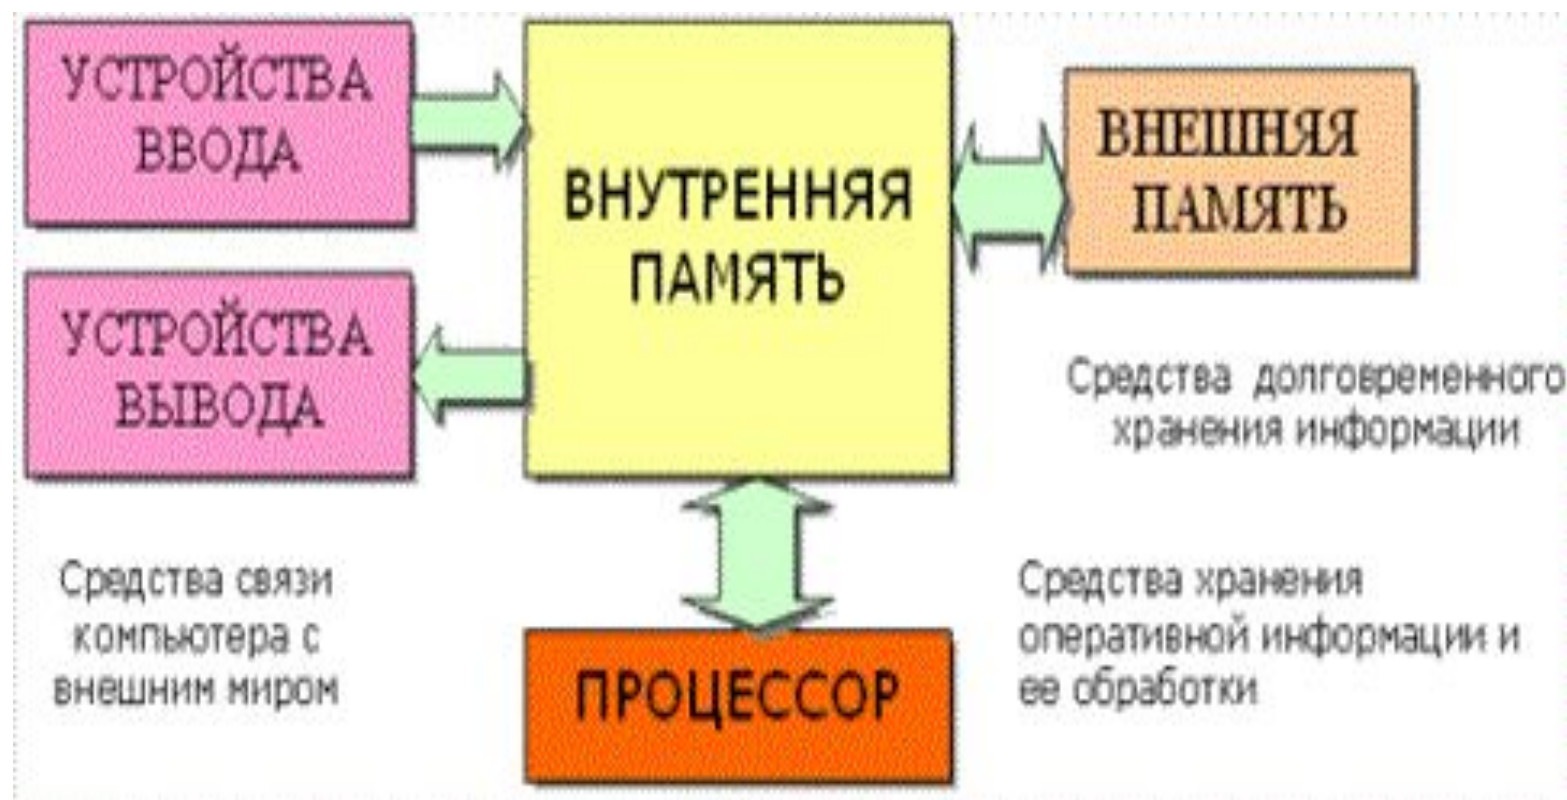 УСТРОЙСТВА
ВВОДА
ВНУТРЕННЯЯ
ПАМЯТЬ
ВНЕШНЯЯ
ПАМЯТЬ
УСТРОЙСТВА
ВЫВОДА
Средства долговременного
хранения информации
Средства связи
компьютера с
внешним миром
ПРОЦЕССОР
Средства хранения
оперативной информации и
ее обработки